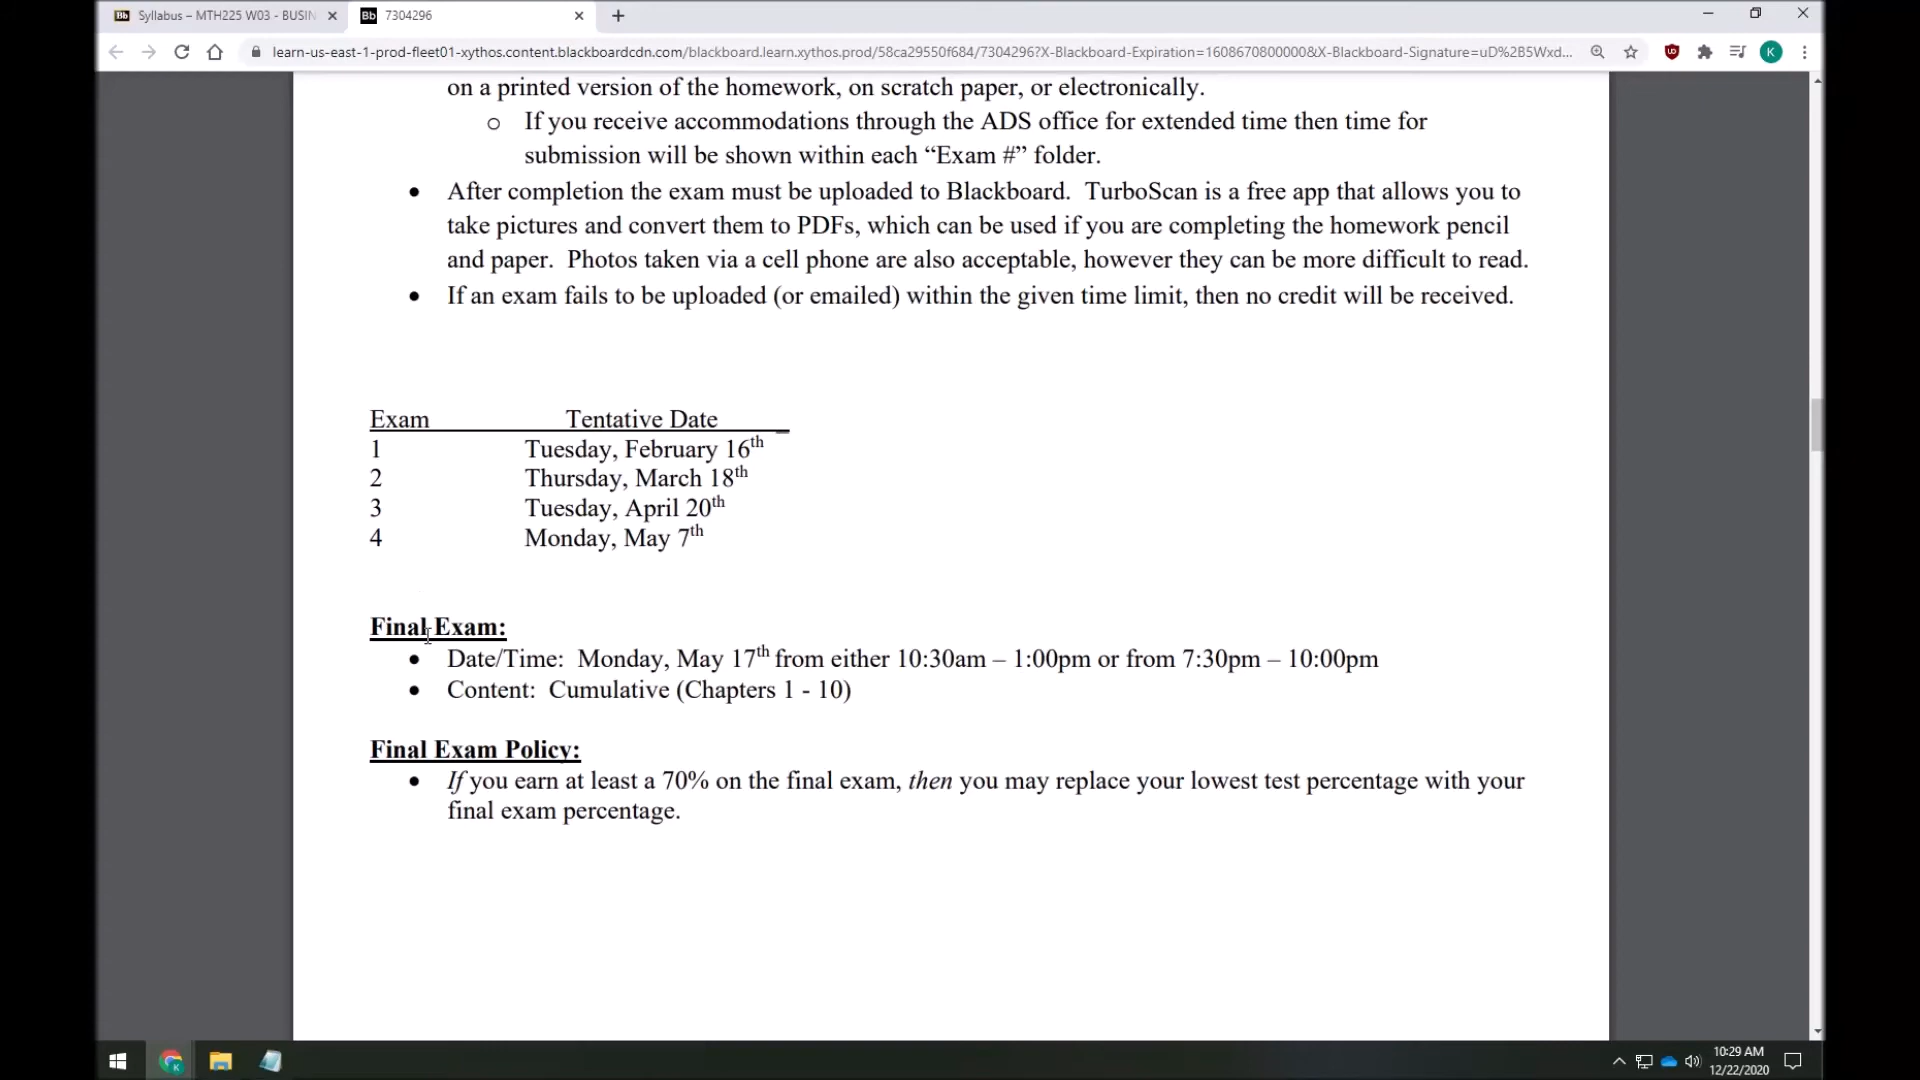 Syllabus – MTH225 W03 - BUSIN
7304296
learn-us-east-1-prod-fleet01-xythos.content.blackboardcdn.com/blackboard.learn.xythos.prod/58ca29550f684/7304296?X-Blackboard-Expiration=1608670800000&X-Blackboard-Signature=uD%2B5Wxd...
on a printed version of the homework, on scratch paper, or electronically.
o If you receive accommodations through the ADS office for extended time then time for
submission will be shown within each “Exam #” folder.
• After completion the exam must be uploaded to Blackboard. TurboScan is a free app that allows you to
take pictures and convert them to PDFs, which can be used if you are completing the homework pencil
and paper. Photos taken via a cell phone are also acceptable, however they can be more difficult to read.
• If an exam fails to be uploaded (or emailed) within the given time limit, then no credit will be received.
Exam Tentative Date
1 Tuesday, February 16th
2 Thursday, March 18th
3 Tuesday, April 20th
4 Monday, May 7th
Final Exam:
• Date/Time: Monday, May 17th from either 10:30am – 1:00pm or from 7:30pm – 10:00pm
• Content: Cumulative (Chapters 1 - 10)
Final Exam Policy:
• If you earn at least a 70% on the final exam, then you may replace your lowest test percentage with your
final exam percentage.
10:29 AM
12/22/2020